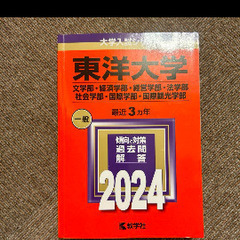 大学入試シリーズ
東洋大学
文学部・経済学部・経営学部・法学部
社会学部・国際学部・国際観光学部
一般
最近3カ年
傾向と対策
過去問
解答
2024
教学社